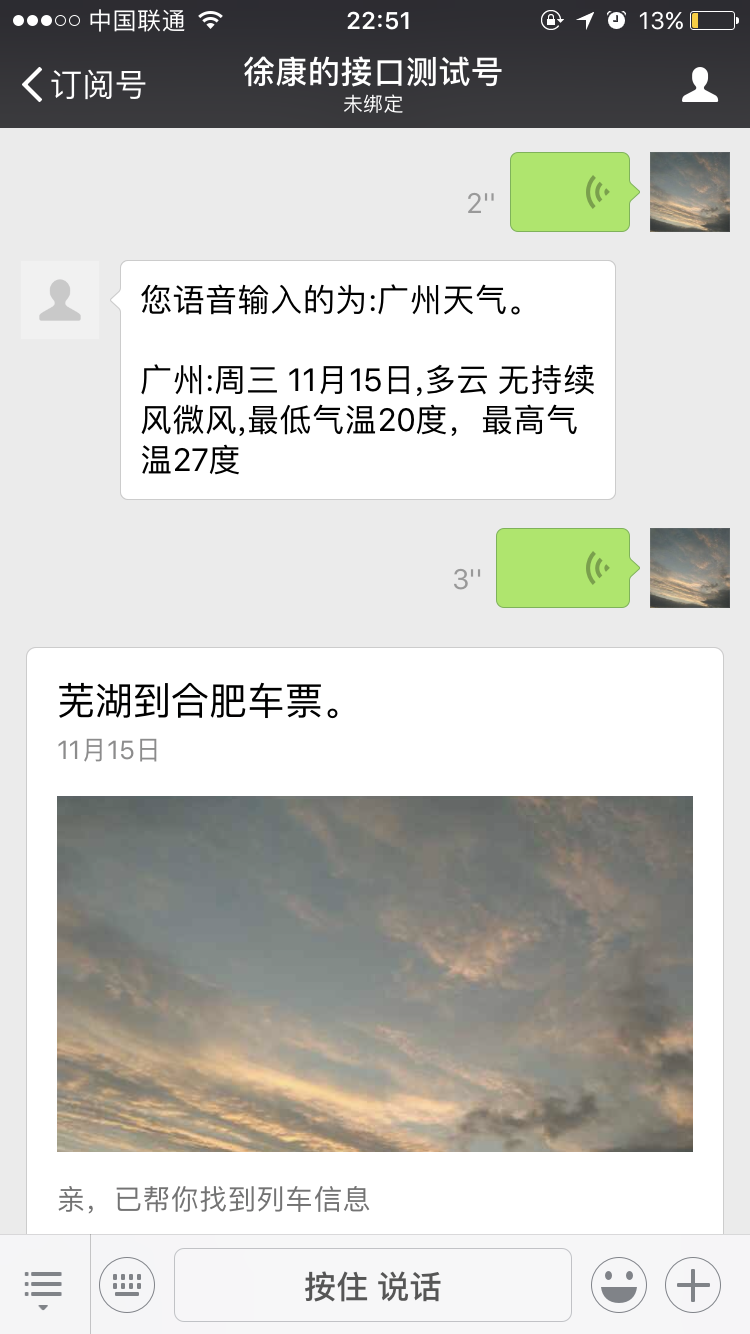 中国联通 22:51 13%
订阅号 徐康的接口测试号
未绑定
2''
您语音输入的为:广州天气。
广州:周三 11月15日,多云 无持续
风微风,最低气温20度，最高气
温27度
3''
芜湖到合肥车票。
11月15日
亲，已帮你找到列车信息
按住 说话